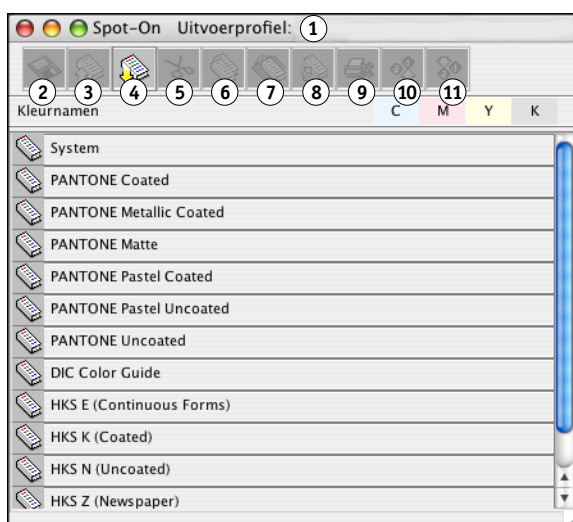 Spot-On Uitvoerprofiel: 1
2 3 4 5 6 7 8 9 10 11
Kleurnamen C M Y K
System
PANTONE Coated
PANTONE Metallic Coated
PANTONE Matte
PANTONE Pastel Coated
PANTONE Pastel Uncoated
PANTONE Uncoated
DIC Color Guide
HKS E (Continuous Forms)
HKS K (Coated)
HKS N (Uncoated)
HKS Z (Newspaper)